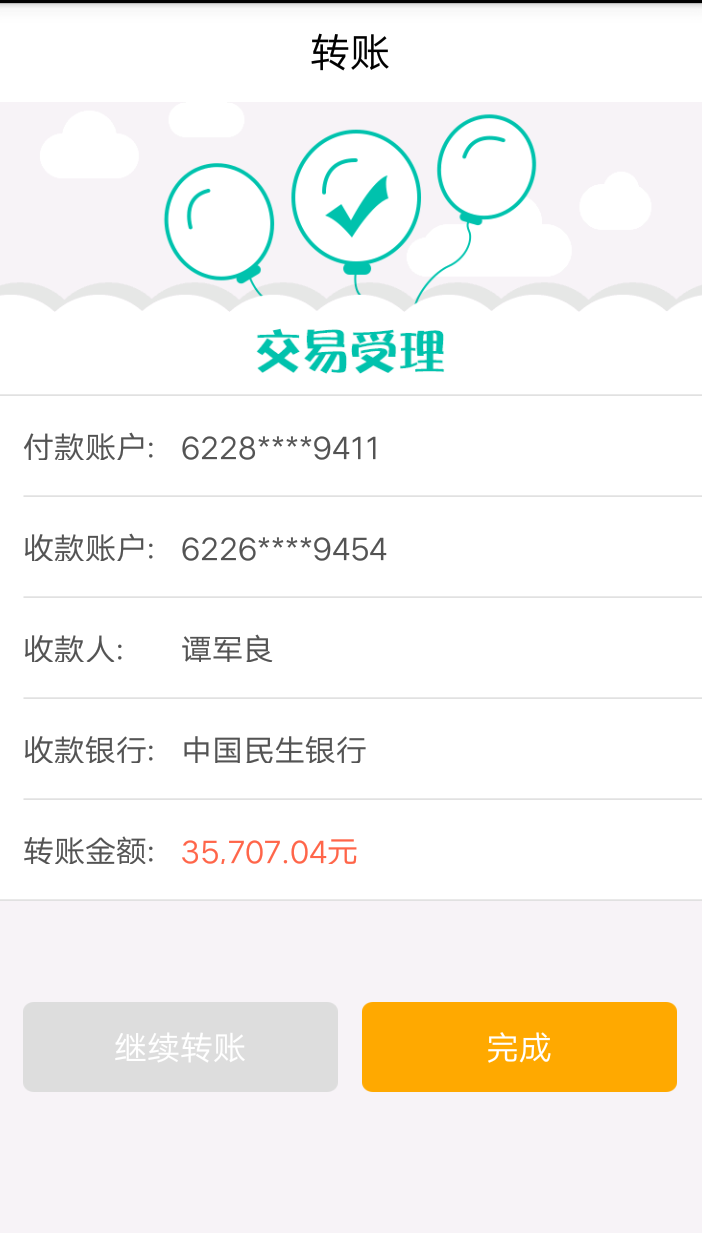 转账
交易受理
付款账户: 6228****9411
收款账户: 6226****9454
收款人: 谭军良
收款银行: 中国民生银行
转账金额: 35,707.04元
继续转账 完成